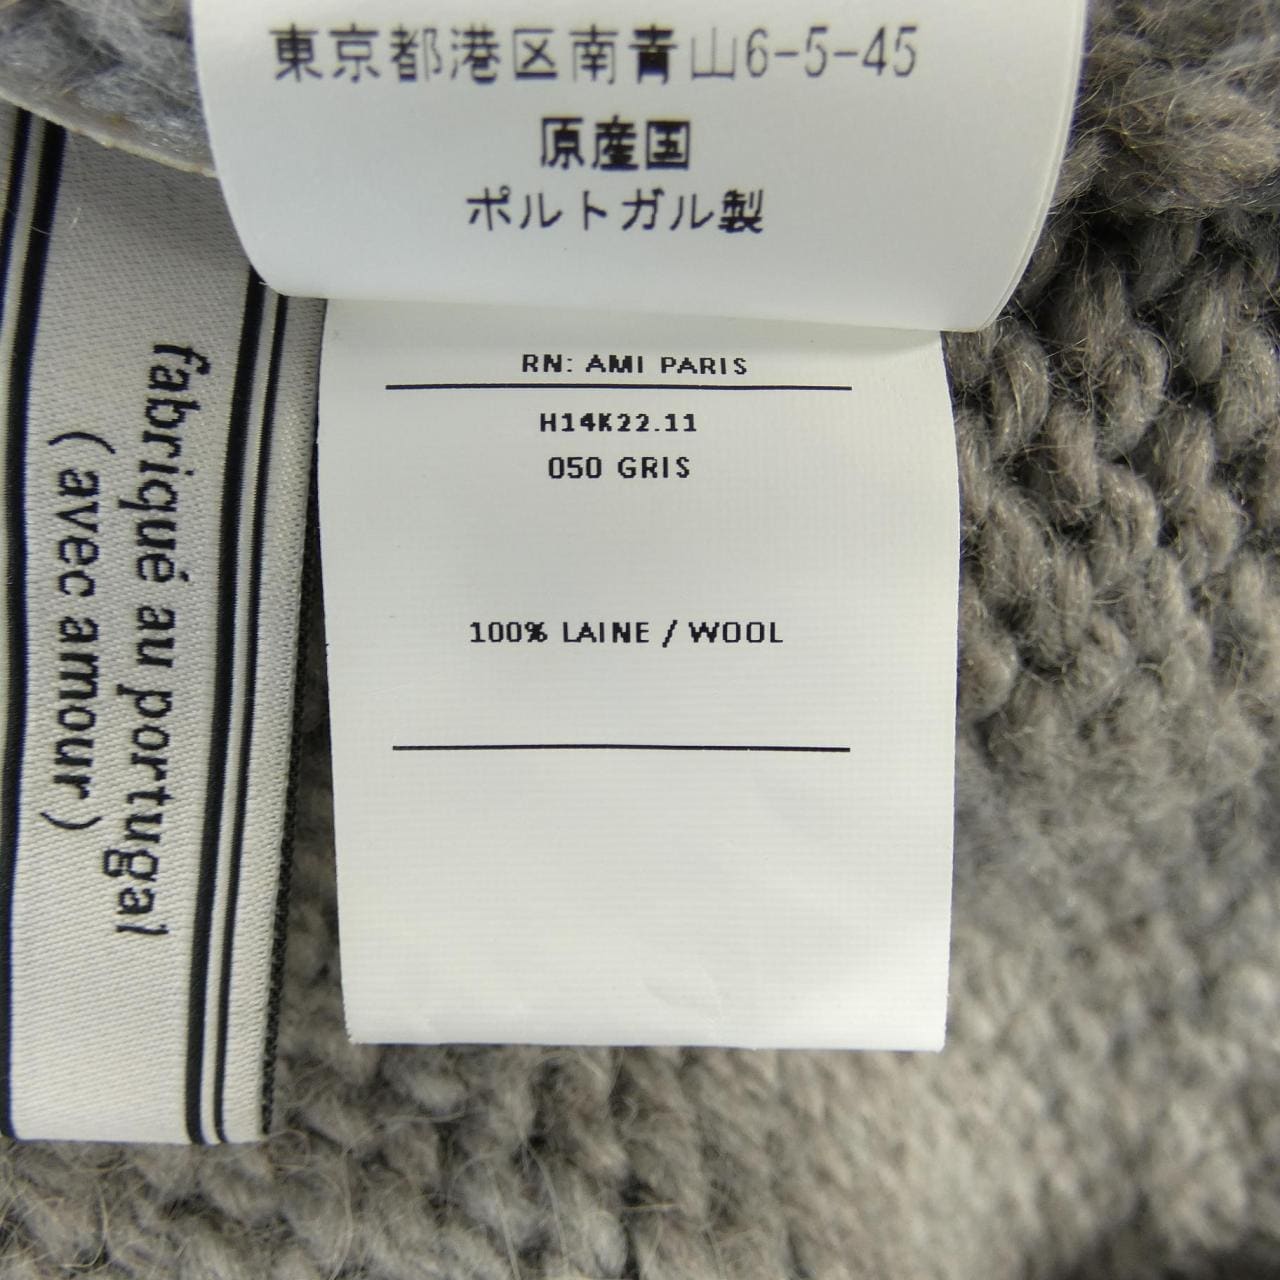 東京都港区南青山6-5-45
原産国
ポルトガル製
RN: AMI PARIS
H14K22.11
050 GRIS
100% LAINE / WOOL
fabriqué au portugal
(avec amour)